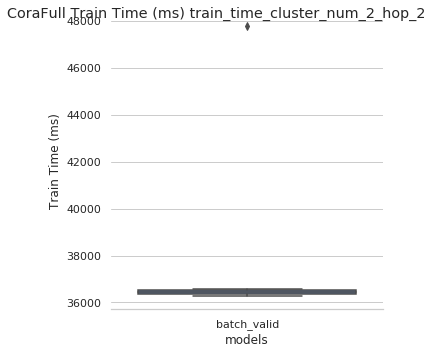 CoraFull Train Time (ms) train_time_cluster_num_2_hop_2
48000
46000
44000
42000
40000
38000
36000
Train Time (ms)
batch_valid
models